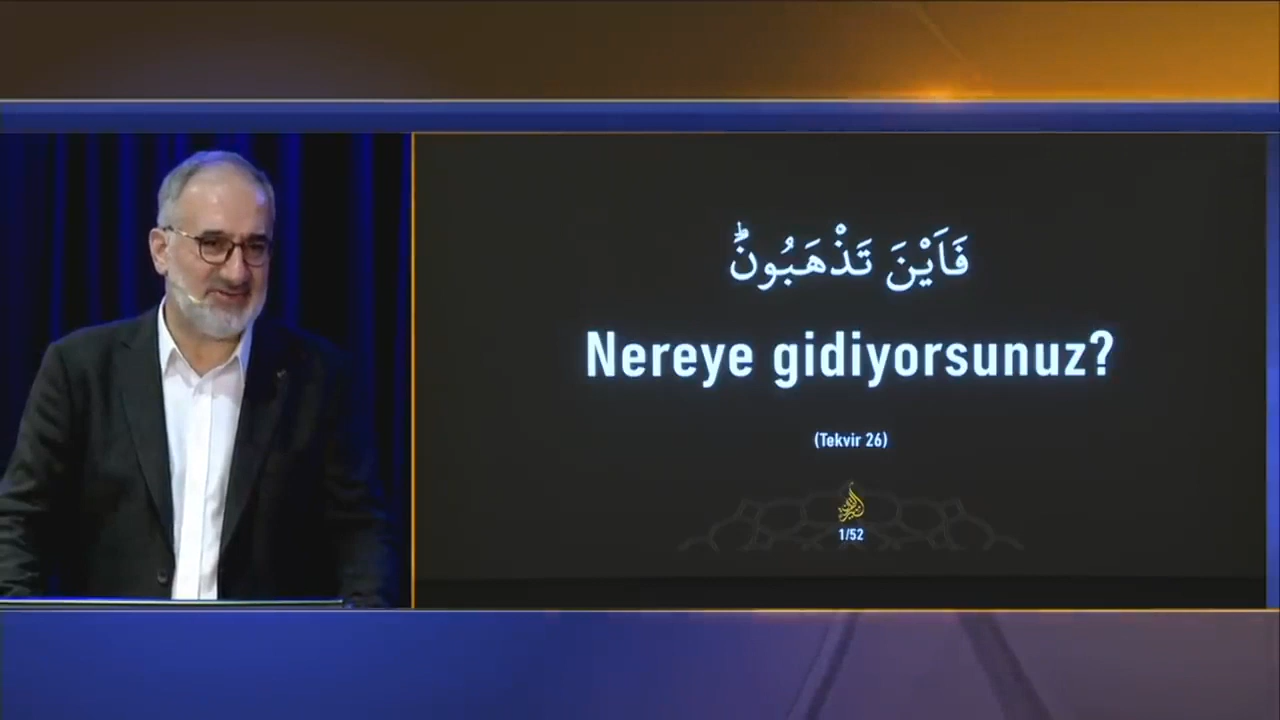 فَاَيْنَ تَذْهَبُونَۜ
Nereye gidiyorsunuz?
(Tekvir 26)
1/52